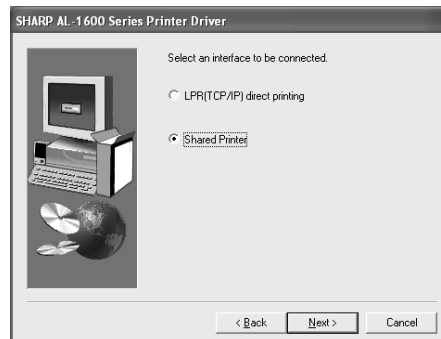 SHARP AL-1600 Series Printer Driver
Select an interface to be connected.
LPR(TCP/IP) direct printing
Shared Printer
< Back Next > Cancel